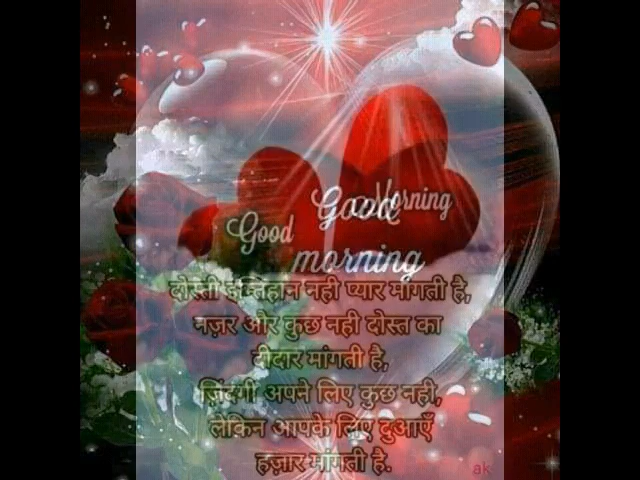 Good Morning
Good morning
दोस्ती इम्तिहान नही प्यार मांगती है,
नज़र और कुछ नही दोस्त का
दीदार मांगती है,
ज़िंदगी अपने लिए कुछ नही,
लेकिन आपके लिए दुआएँ
हज़ार मांगती है.
ak